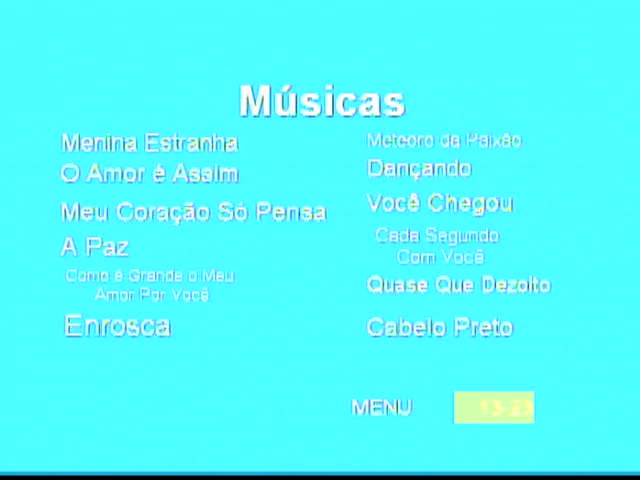 Músicas
Menina Estranha
O Amor é Assim
Meu Coração Só Pensa
A Paz
Como é Grande o Meu
Amor Por Você
Enrosca
Meteoro da Paixão
Dançando
Você Chegou
Cada Segundo
Com Você
Quase Que Dezoito
Cabelo Preto
MENU
13-23